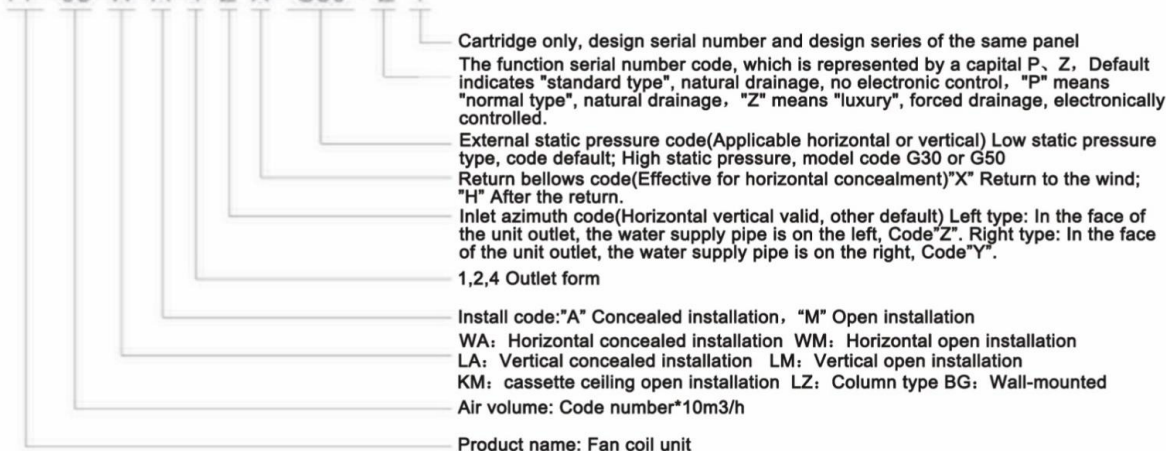 Cartridge only, design serial number and design series of the same panel
The function serial number code, which is represented by a capital P、Z，Default
indicates "standard type", natural drainage, no electronic control，"P" means
"normal type", natural drainage，"Z" means "luxury", forced drainage, electronically
controlled.
External static pressure code(Applicable horizontal or vertical) Low static pressure
type, code default; High static pressure, model code G30 or G50
Return bellows code(Effective for horizontal concealment)"X" Return to the wind;
"H" After the return.
Inlet azimuth code(Horizontal vertical valid, other default) Left type: In the face of
the unit outlet, the water supply pipe is on the left, Code"Z". Right type: In the face
of the unit outlet, the water supply pipe is on the right, Code"Y".
1,2,4 Outlet form
Install code:"A" Concealed installation，"M" Open installation
WA：Horizontal concealed installation WM：Horizontal open installation
LA：Vertical concealed installation LM：Vertical open installation
KM：cassette ceiling open installation LZ：Column type BG：Wall-mounted
Air volume: Code number*10m3/h
Product name: Fan coil unit